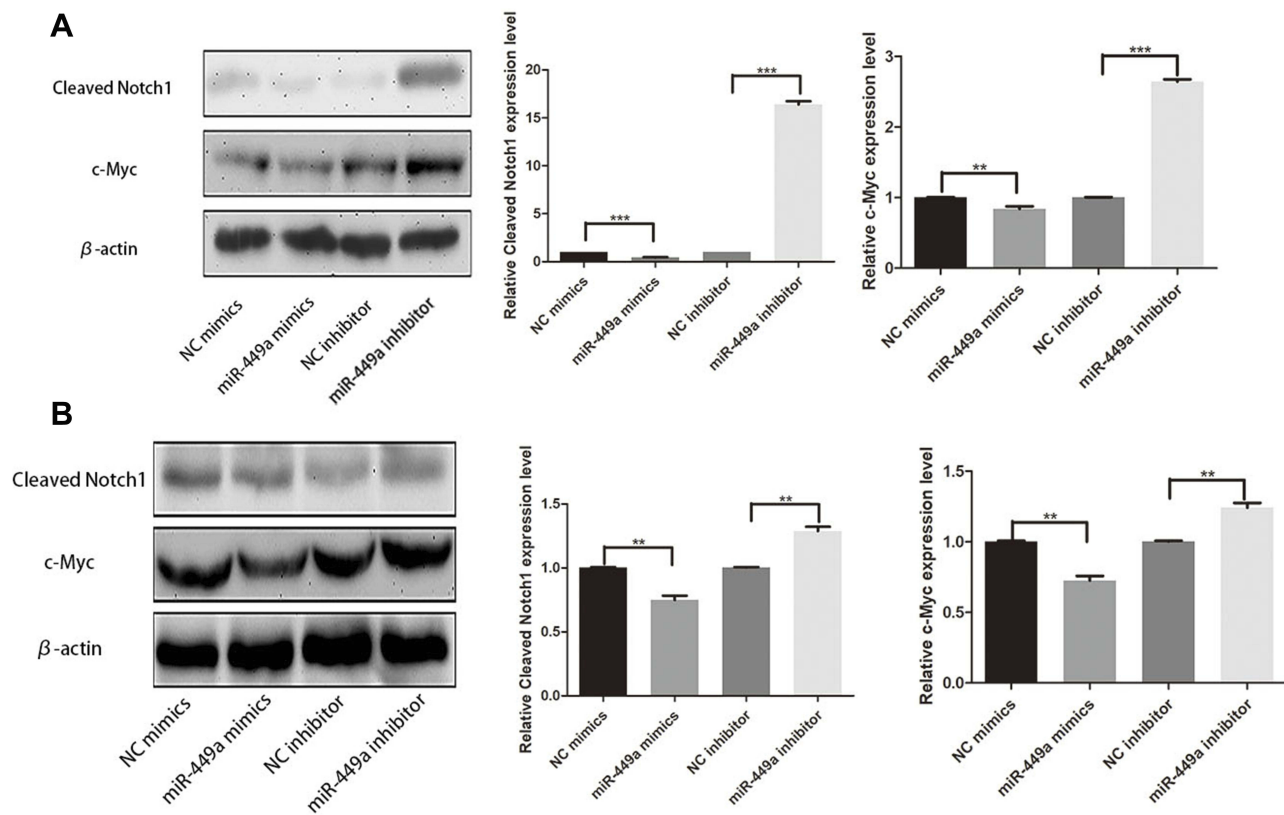 A
Cleaved Notch1
c-Myc
β-actin
NC mimics
miR-449a mimics
NC inhibitor
miR-449a inhibitor
Relative Cleaved Notch1 expression level
20
15
10
5
0
***
***
NC mimics
miR-449a mimics
NC inhibitor
miR-449a inhibitor
Relative c-Myc expression level
3
2
1
0
**
***
NC mimics
miR-449a mimics
NC inhibitor
miR-449a inhibitor
B
Cleaved Notch1
c-Myc
β-actin
NC mimics
miR-449a mimics
NC inhibitor
miR-449a inhibitor
Relative Cleaved Notch1 expression level
1.5
1.0
0.5
0.0
**
**
NC mimics
miR-449a mimics
NC inhibitor
miR-449a inhibitor
Relative c-Myc expression level
1.5
1.0
0.5
0.0
**
**
NC mimics
miR-449a mimics
NC inhibitor
miR-449a inhibitor